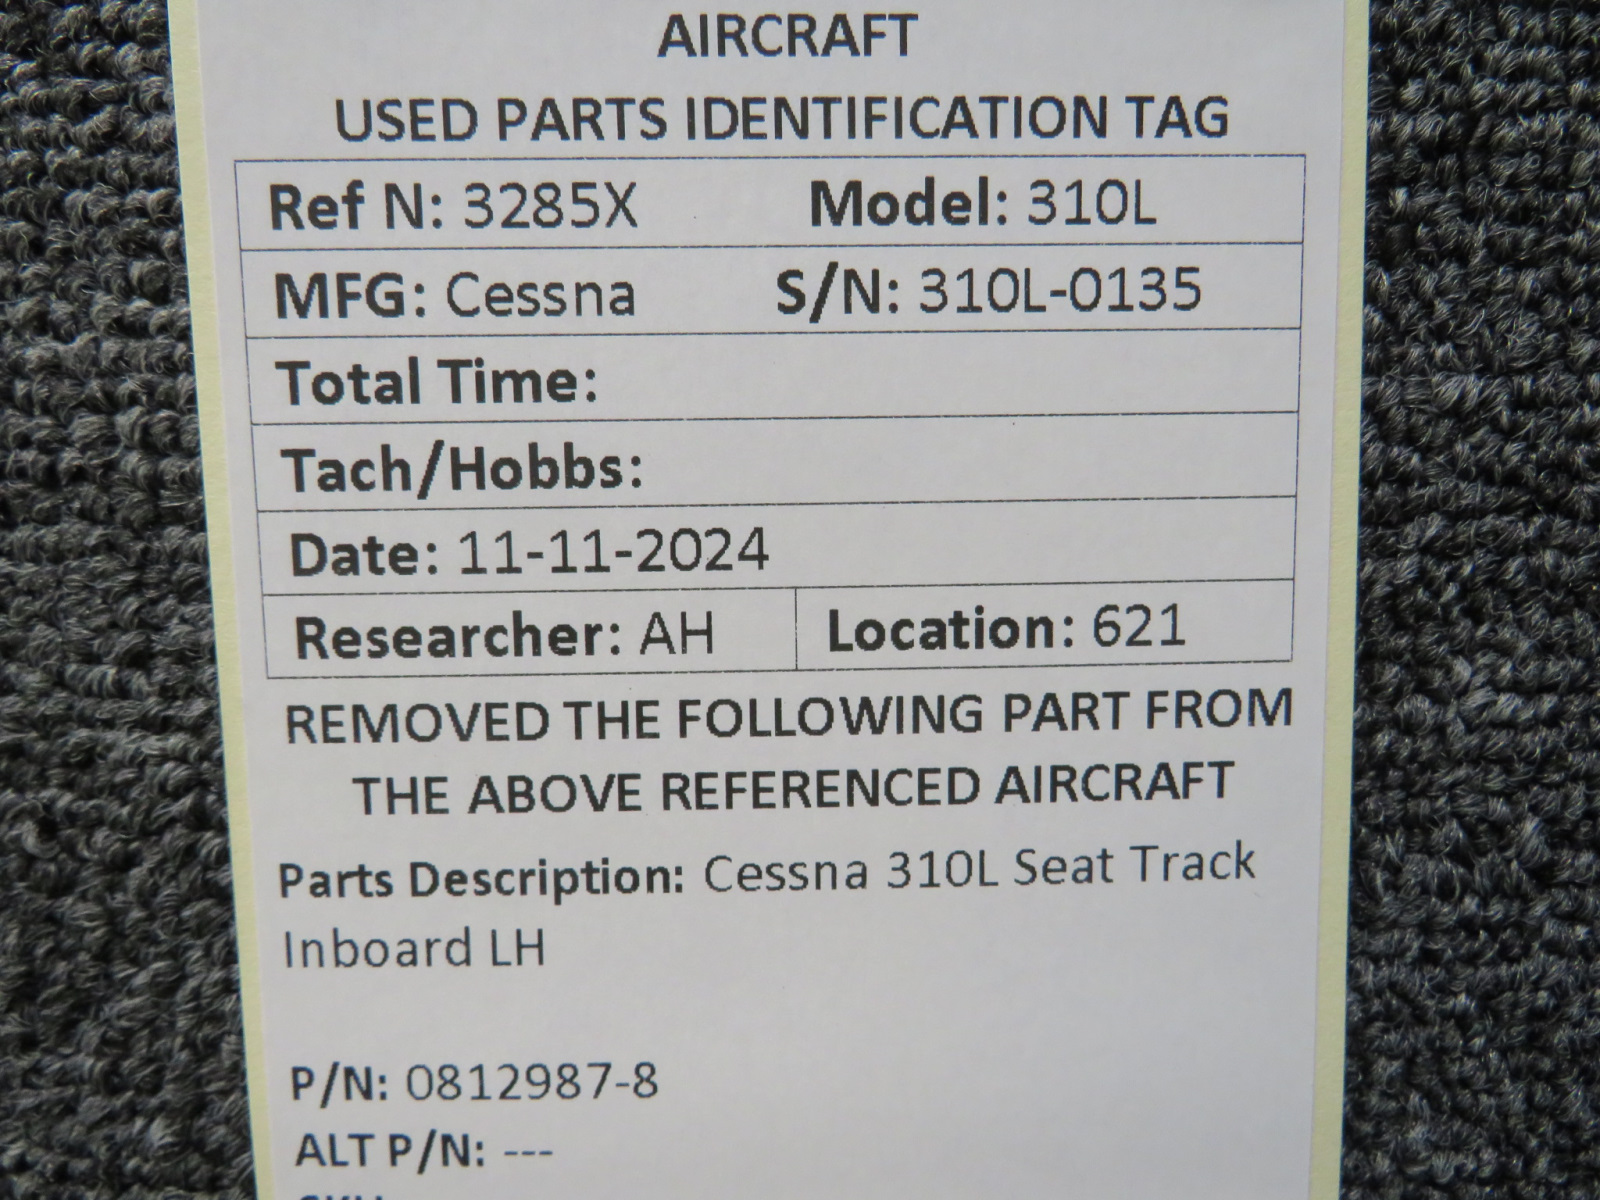 AIRCRAFT
USED PARTS IDENTIFICATION TAG
Ref N: 3285X Model: 310L
MFG: Cessna S/N: 310L-0135
Total Time:
Tach/Hobbs:
Date: 11-11-2024
Researcher: AH Location: 621
REMOVED THE FOLLOWING PART FROM
THE ABOVE REFERENCED AIRCRAFT
Parts Description: Cessna 310L Seat Track
Inboard LH
P/N: 0812987-8
ALT P/N: ---